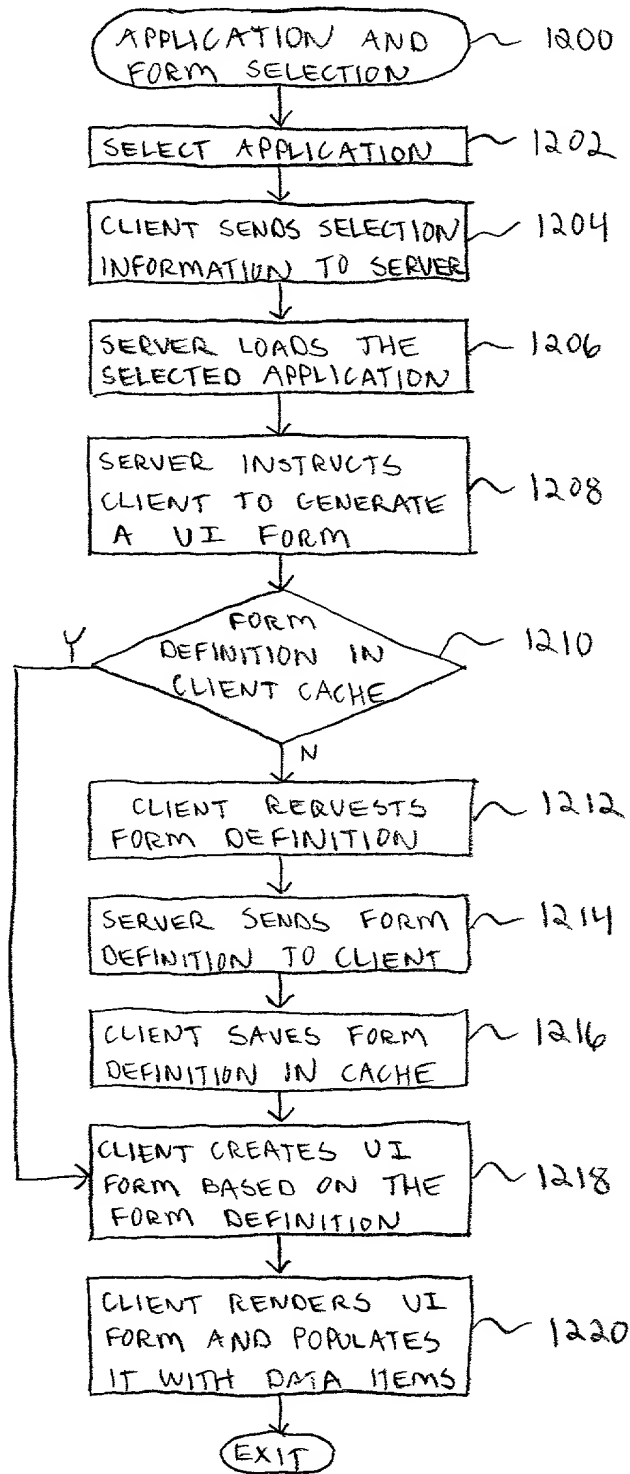 APPLICATION AND
FORM SELECTION
1200
SELECT APPLICATION
1202
CLIENT SENDS SELECTION
INFORMATION TO SERVER
1204
SERVER LOADS THE
SELECTED APPLICATION
1206
SERVER INSTRUCTS
CLIENT TO GENERATE
A UI FORM
1208
FORM
DEFINITION IN
CLIENT CACHE
1210
Y
N
CLIENT REQUESTS
FORM DEFINITION
1212
SERVER SENDS FORM
DEFINITION TO CLIENT
1214
CLIENT SAVES FORM
DEFINITION IN CACHE
1216
CLIENT CREATES UI
FORM BASED ON THE
FORM DEFINITION
1218
CLIENT RENDERS UI
FORM AND POPULATES
IT WITH DATA ITEMS
1220
EXIT